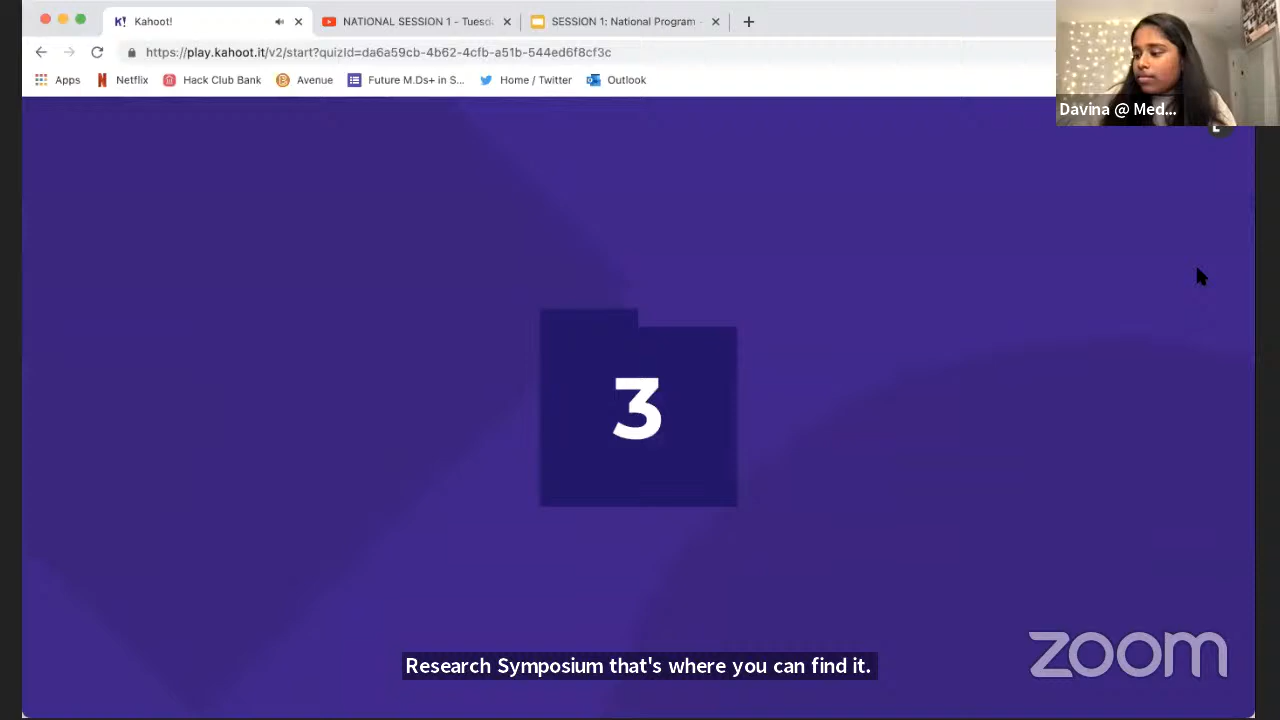 K! Kahoot!
NATIONAL SESSION 1 - Tuesd
SESSION 1: National Program -
https://play.kahoot.it/v2/start?quizId=da6a59cb-4b62-4cfb-a51b-544ed6f8cf3c
Apps Netflix Hack Club Bank Avenue Future M.Ds+ in S... Home / Twitter Outlook
Davina @ Med...
3
Research Symposium that's where you can find it.
zoom